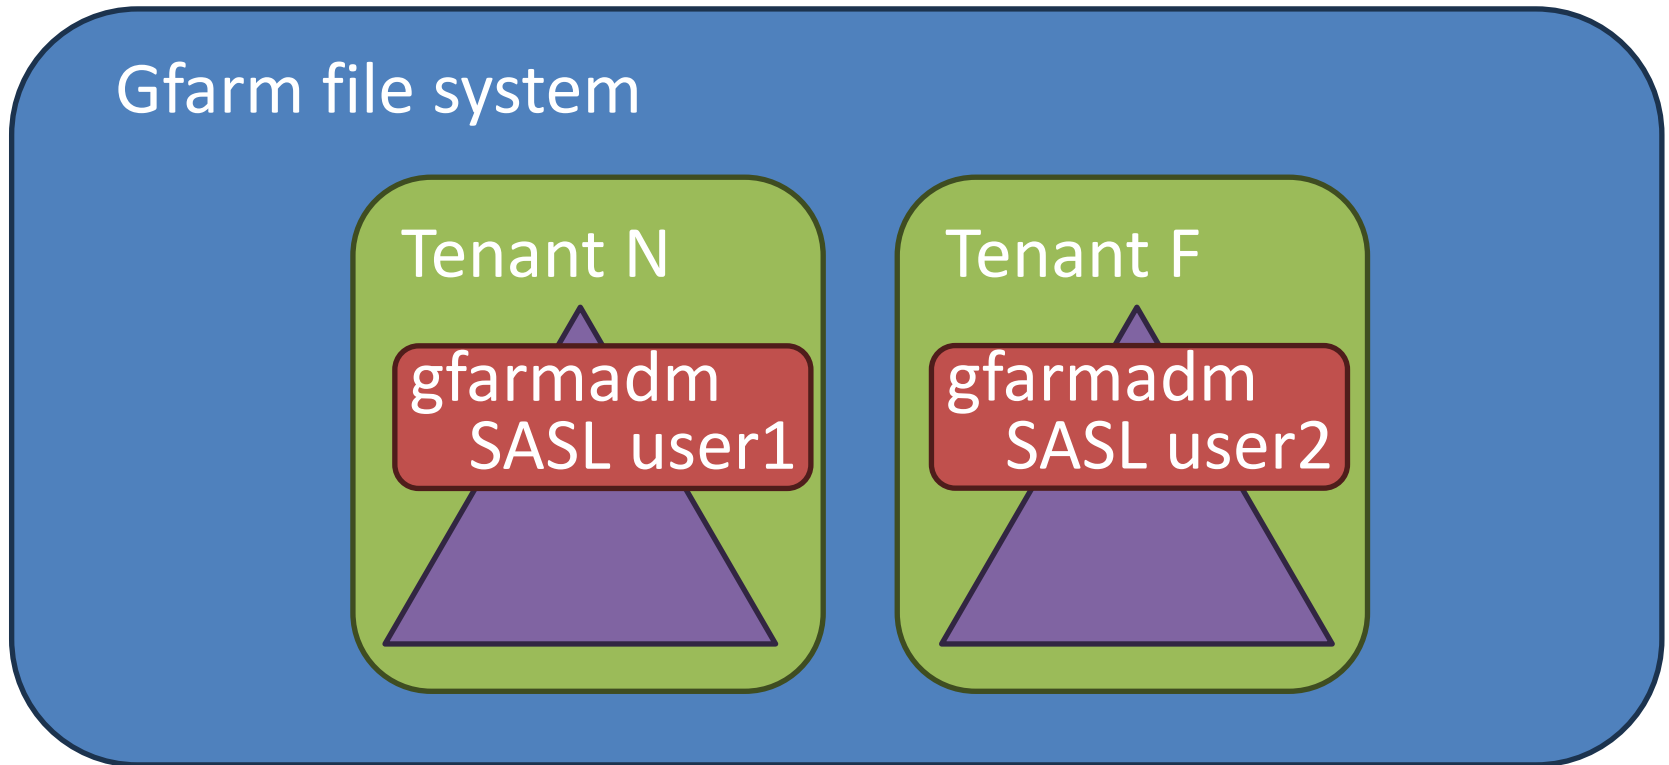 Gfarm file system
Tenant N
gfarmadm
SASL user1
Tenant F
gfarmadm
SASL user2